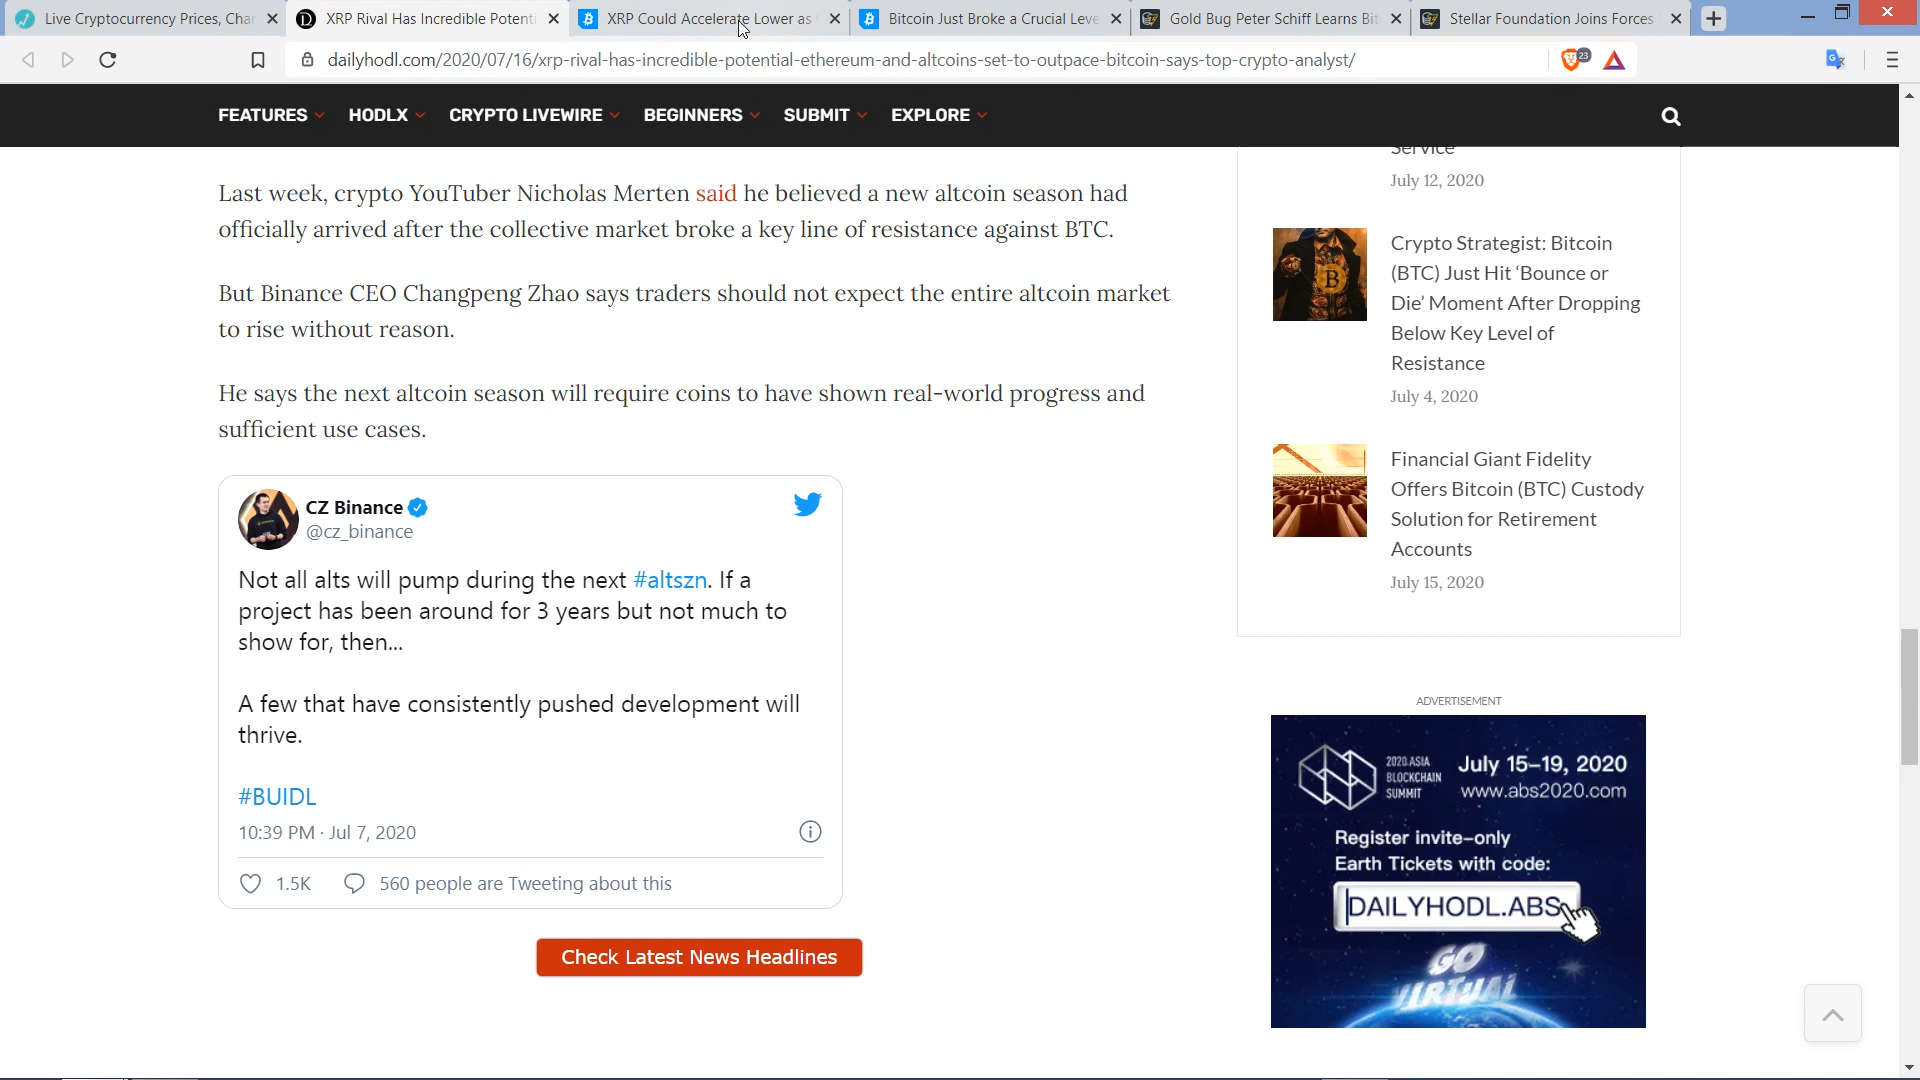 Live Cryptocurrency Prices, Char
XRP Rival Has Incredible Potenti
XRP Could Accelerate Lower as
Bitcoin Just Broke a Crucial Leve
Gold Bug Peter Schiff Learns Bit
Stellar Foundation Joins Forces
dailyhodl.com/2020/07/16/xrp-rival-has-incredible-potential-ethereum-and-altcoins-set-to-outpace-bitcoin-says-top-crypto-analyst/
23
FEATURES HODLX CRYPTO LIVEWIRE BEGINNERS SUBMIT EXPLORE
Last week, crypto YouTuber Nicholas Merten said he believed a new altcoin season had
officially arrived after the collective market broke a key line of resistance against BTC.
But Binance CEO Changpeng Zhao says traders should not expect the entire altcoin market
to rise without reason.
He says the next altcoin season will require coins to have shown real-world progress and
sufficient use cases.
CZ Binance
@cz_binance
Not all alts will pump during the next #altszn. If a
project has been around for 3 years but not much to
show for, then...
A few that have consistently pushed development will
thrive.
#BUIDL
10:39 PM · Jul 7, 2020
1.5K 560 people are Tweeting about this
Check Latest News Headlines
Service
July 12, 2020
Crypto Strategist: Bitcoin
(BTC) Just Hit ‘Bounce or
Die’ Moment After Dropping
Below Key Level of
Resistance
July 4, 2020
Financial Giant Fidelity
Offers Bitcoin (BTC) Custody
Solution for Retirement
Accounts
July 15, 2020
ADVERTISEMENT
2020 ASIA
BLOCKCHAIN
SUMMIT
July 15–19, 2020
www.abs2020.com
Register invite-only
Earth Tickets with code:
DAILYHODL.ABS
GO
VIRTUAL